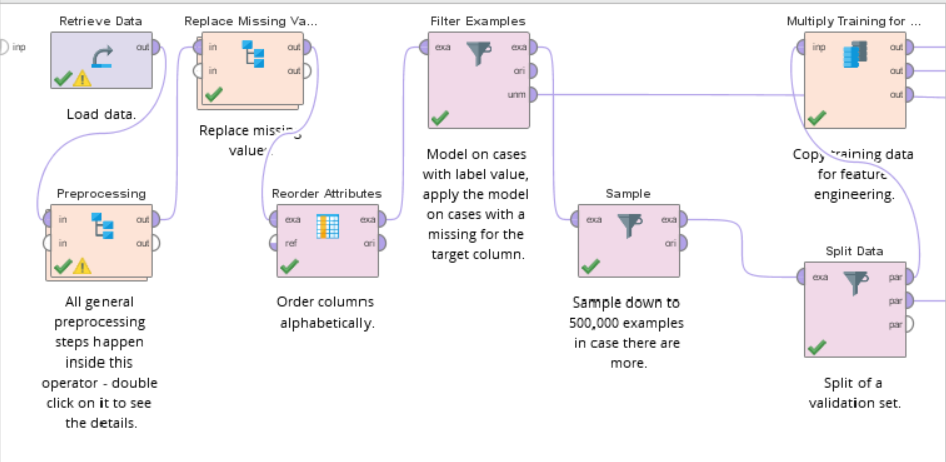 inp
Retrieve Data
out
Load data.
Replace Missing Va...
in
out
in
out
Replace missing
values
Filter Examples
exa
exa
ori
unm
Model on cases
with label value,
apply the model
on cases with a
missing for the
target column.
Multiply Training for ...
inp
out
out
out
Copy training data
for feature
engineering.
Preprocessing
in
out
in
out
All general
preprocessing
steps happen
inside this
operator - double
click on it to see
the details.
Reorder Attributes
exa
exa
ref
ori
Order columns
alphabetically.
Sample
exa
exa
ori
Sample down to
500,000 examples
in case there are
more.
Split Data
exa
par
par
par
Split of a
validation set.